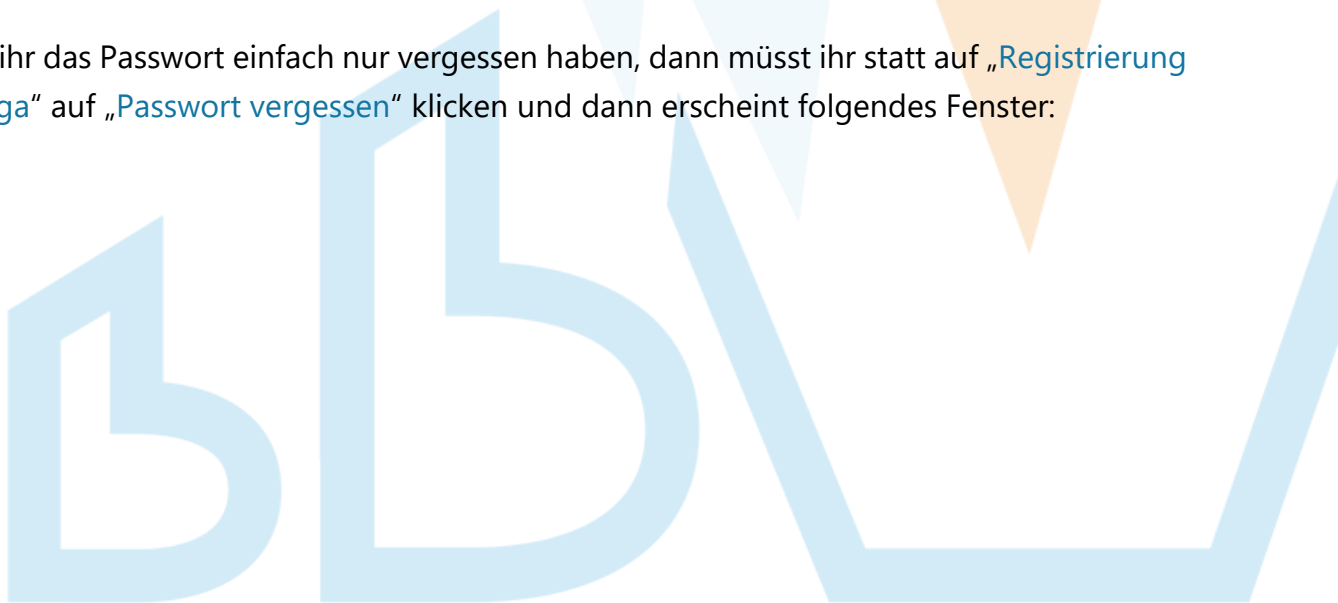 ihr das Passwort einfach nur vergessen haben, dann müsst ihr statt auf „Registrierung
ga“ auf „Passwort vergessen“ klicken und dann erscheint folgendes Fenster: